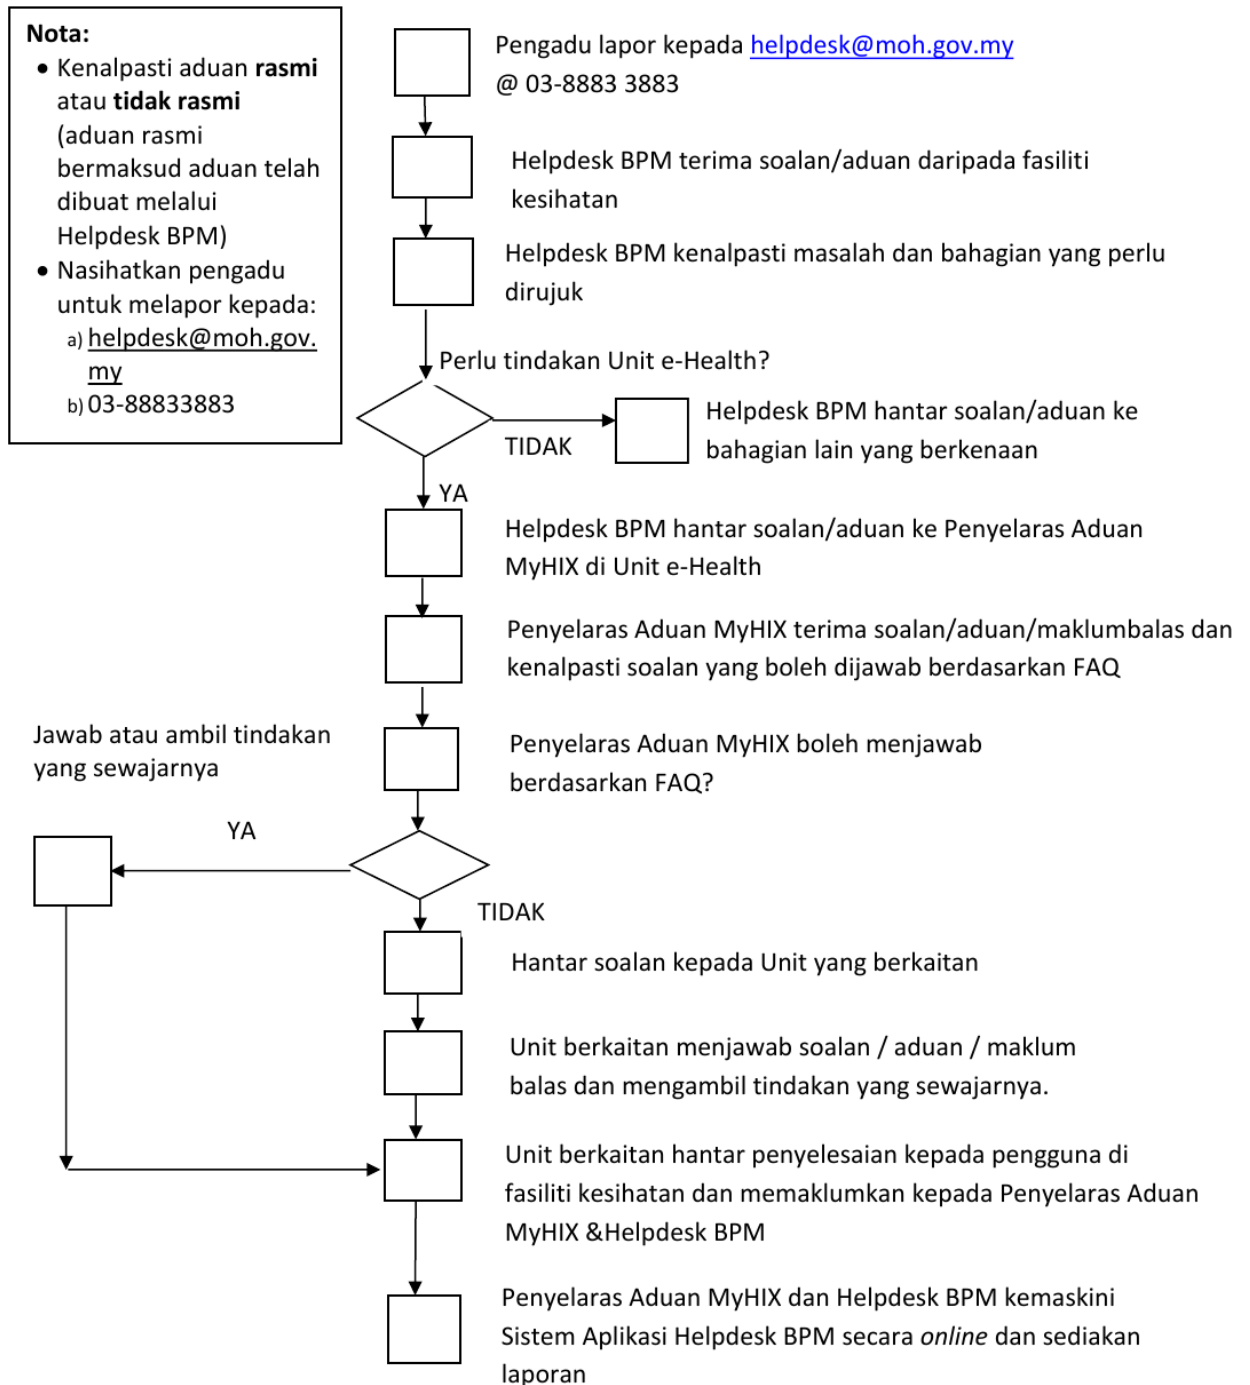 Nota:
• Kenalpasti aduan rasmi
atau tidak rasmi
(aduan rasmi
bermaksud aduan telah
dibuat melalui
Helpdesk BPM)
• Nasihatkan pengadu
untuk melapor kepada:
a) helpdesk@moh.gov.
my
b) 03-88833883
Pengadu lapor kepada helpdesk@moh.gov.my
@ 03-8883 3883
Helpdesk BPM terima soalan/aduan daripada fasiliti
kesihatan
Helpdesk BPM kenalpasti masalah dan bahagian yang perlu
dirujuk
Perlu tindakan Unit e-Health?
TIDAK
Helpdesk BPM hantar soalan/aduan ke
bahagian lain yang berkenaan
YA
Helpdesk BPM hantar soalan/aduan ke Penyelaras Aduan
MyHIX di Unit e-Health
Penyelaras Aduan MyHIX terima soalan/aduan/maklumbalas dan
kenalpasti soalan yang boleh dijawab berdasarkan FAQ
Penyelaras Aduan MyHIX boleh menjawab
berdasarkan FAQ?
Jawab atau ambil tindakan
yang sewajarnya
YA
TIDAK
Hantar soalan kepada Unit yang berkaitan
Unit berkaitan menjawab soalan / aduan / maklum
balas dan mengambil tindakan yang sewajarnya.
Unit berkaitan hantar penyelesaian kepada pengguna di
fasiliti kesihatan dan memaklumkan kepada Penyelaras Aduan
MyHIX &Helpdesk BPM
Penyelaras Aduan MyHIX dan Helpdesk BPM kemaskini
Sistem Aplikasi Helpdesk BPM secara online dan sediakan
laporan